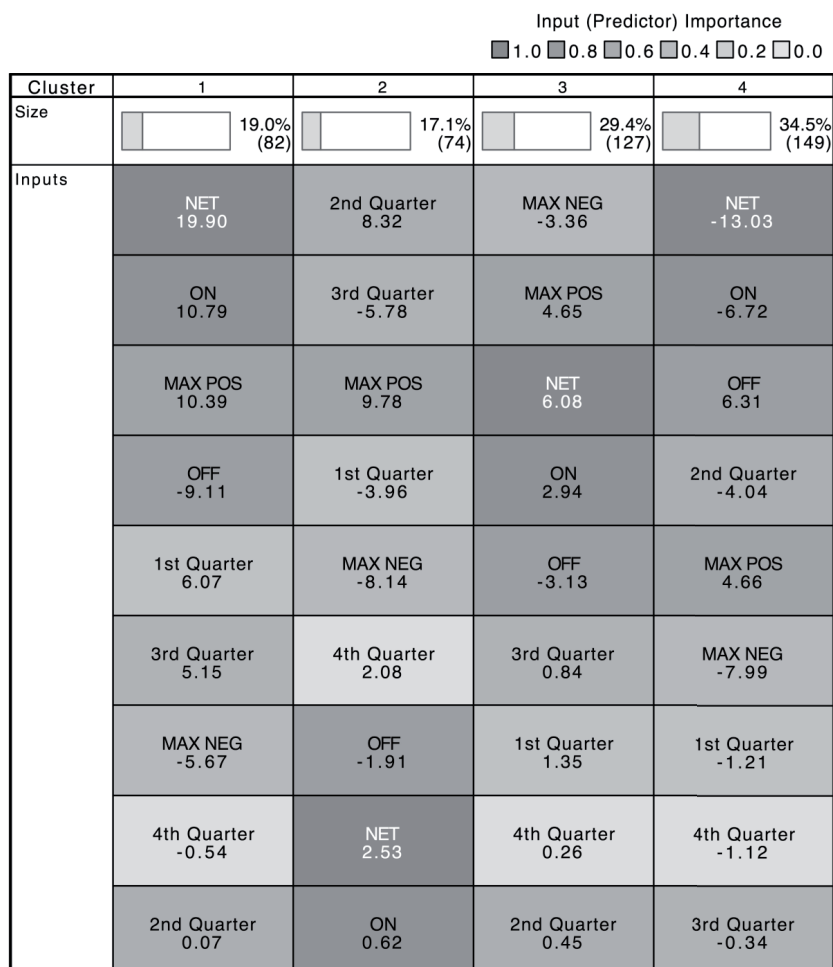 Input (Predictor) Importance
1.0 0.8 0.6 0.4 0.2 0.0
Cluster 1 2 3 4
Size 19.0% 17.1% 29.4% 34.5%
(82) (74) (127) (149)
Inputs
NET 2nd Quarter MAX NEG NET
19.90 8.32 -3.36 -13.03
ON 3rd Quarter MAX POS ON
10.79 -5.78 4.65 -6.72
MAX POS MAX POS NET OFF
10.39 9.78 6.08 6.31
OFF 1st Quarter ON 2nd Quarter
-9.11 -3.96 2.94 -4.04
1st Quarter MAX NEG OFF MAX POS
6.07 -8.14 -3.13 4.66
3rd Quarter 4th Quarter 3rd Quarter MAX NEG
5.15 2.08 0.84 -7.99
MAX NEG OFF 1st Quarter 1st Quarter
-5.67 -1.91 1.35 -1.21
4th Quarter NET 4th Quarter 4th Quarter
-0.54 2.53 0.26 -1.12
2nd Quarter ON 2nd Quarter 3rd Quarter
0.07 0.62 0.45 -0.34